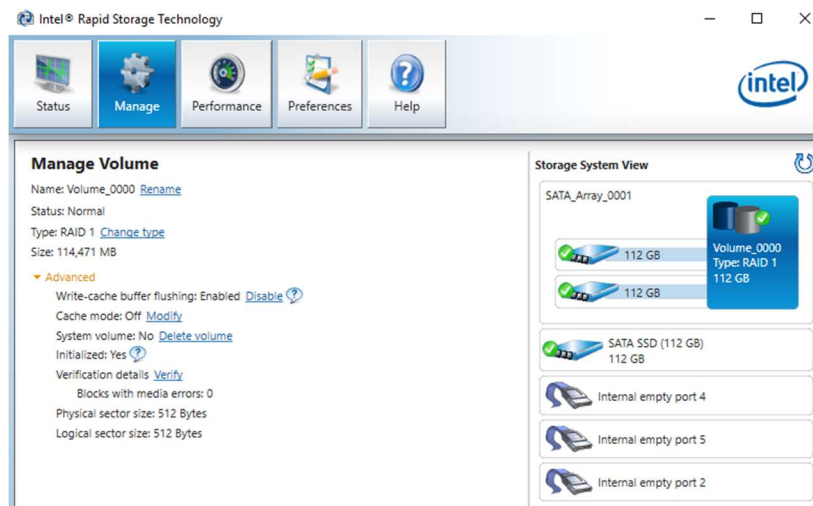 Intel® Rapid Storage Technology
Status
Manage
Performance
Preferences
Help
intel
Manage Volume
Name: Volume_0000 Rename
Status: Normal
Type: RAID 1 Change type
Size: 114,471 MB
Advanced
Write-cache buffer flushing: Enabled Disable ?
Cache mode: Off Modify
System volume: No Delete volume
Initialized: Yes ?
Verification details Verify
Blocks with media errors: 0
Physical sector size: 512 Bytes
Logical sector size: 512 Bytes
Storage System View
SATA_Array_0001
112 GB
112 GB
Volume_0000
Type: RAID 1
112 GB
SATA SSD (112 GB)
112 GB
Internal empty port 4
Internal empty port 5
Internal empty port 2